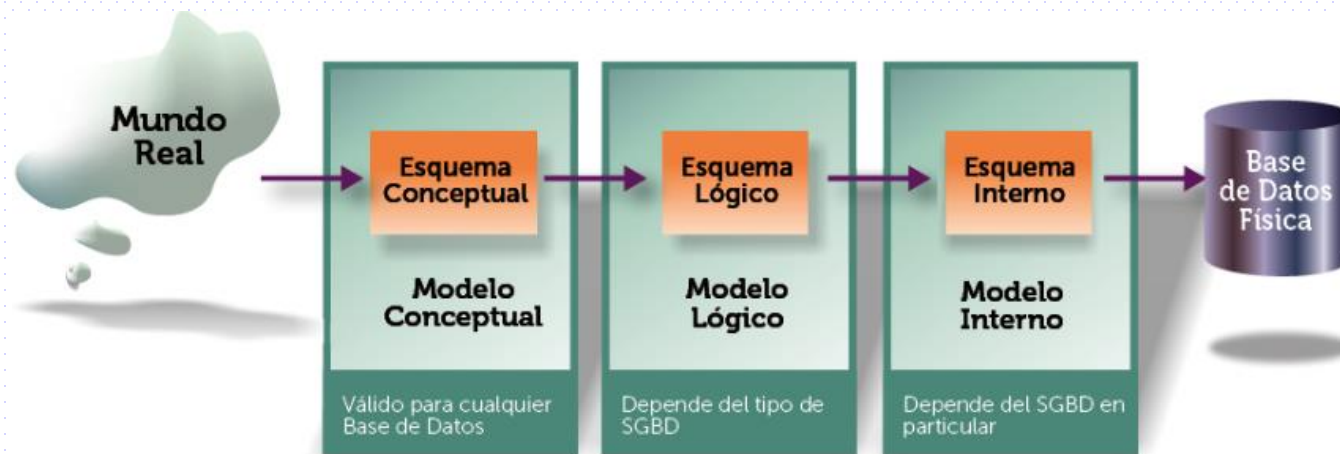 Mundo
Real
Esquema
Conceptual
Modelo
Conceptual
Válido para cualquier
Base de Datos
Esquema
Lógico
Modelo
Lógico
Depende del tipo de
SGBD
Esquema
Interno
Modelo
Interno
Depende del SGBD en
particular
Base
de Datos
Física